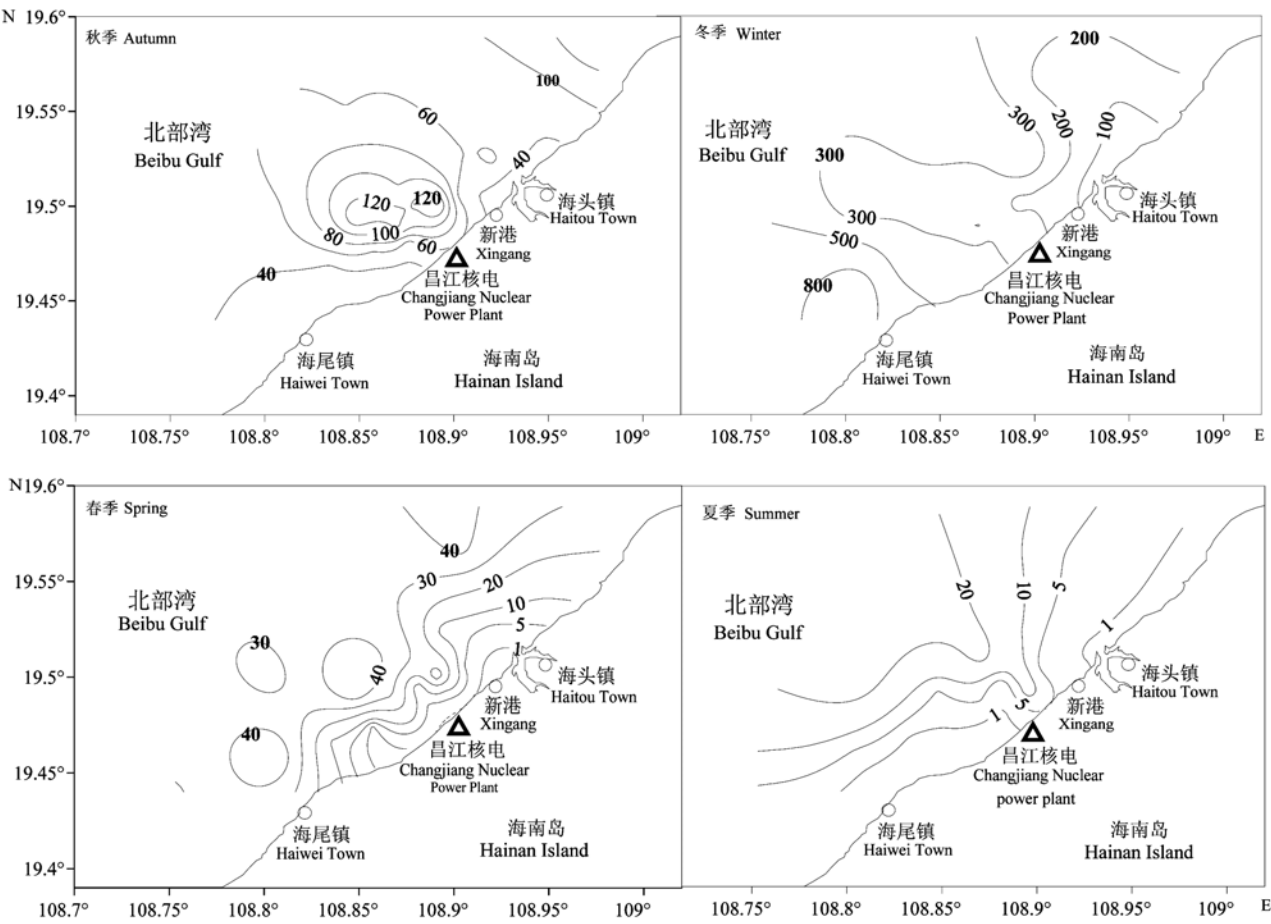 N 19.6°
秋季 Autumn
100
60
19.55°
北部湾
Beibu Gulf
40
120
120
19.5°
海头镇
Haitou Town
80
100
60
新港
Xingang
40
昌江核电
Changjiang Nuclear
Power Plant
19.45°
海尾镇
Haiwei Town
海南岛
Hainan Island
19.4°
108.7°
108.75°
108.8°
108.85°
108.9°
108.95°
109°
冬季 Winter
200
300
200
100
北部湾
Beibu Gulf
300
海头镇
Haitou Town
300
新港
Xingang
500
800
昌江核电
Changjiang Nuclear
Power Plant
海尾镇
Haiwei Town
海南岛
Hainan Island
108.75°
108.8°
108.85°
108.9°
108.95°
109°
E
N19.6°
春季 Spring
40
30
20
19.55°
10
北部湾
Beibu Gulf
5
30
1
40
海头镇
Haitou Town
19.5°
新港
Xingang
40
昌江核电
Changjiang Nuclear
Power Plant
19.45°
海尾镇
Haiwei Town
海南岛
Hainan Island
19.4°
108.7°
108.75°
108.8°
108.85°
108.9°
108.95°
109°
夏季 Summer
20
10
5
北部湾
Beibu Gulf
1
海头镇
Haitou Town
5
1
新港
Xingang
昌江核电
Changjiang Nuclear
power plant
海尾镇
Haiwei Town
海南岛
Hainan Island
108.75°
108.8°
108.85°
108.9°
108.95°
109°
E